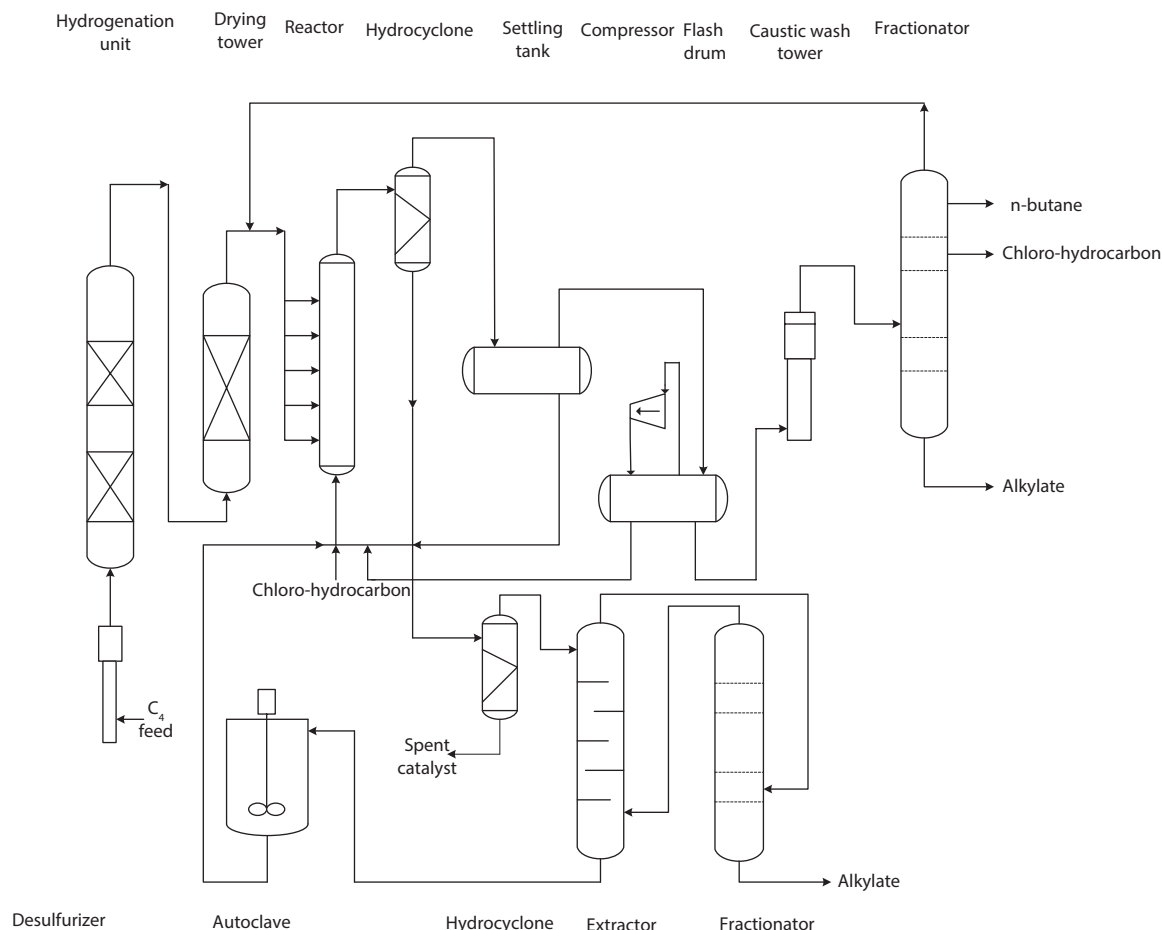 Hydrogenation
unit
Drying
tower
Reactor
Hydrocyclone
Settling
tank
Compressor
Flash
drum
Caustic wash
tower
Fractionator
n-butane
Chloro-hydrocarbon
Alkylate
Chloro-hydrocarbon
C₄
feed
Spent
catalyst
Alkylate
Desulfurizer
Autoclave
Hydrocyclone
Extractor
Fractionator